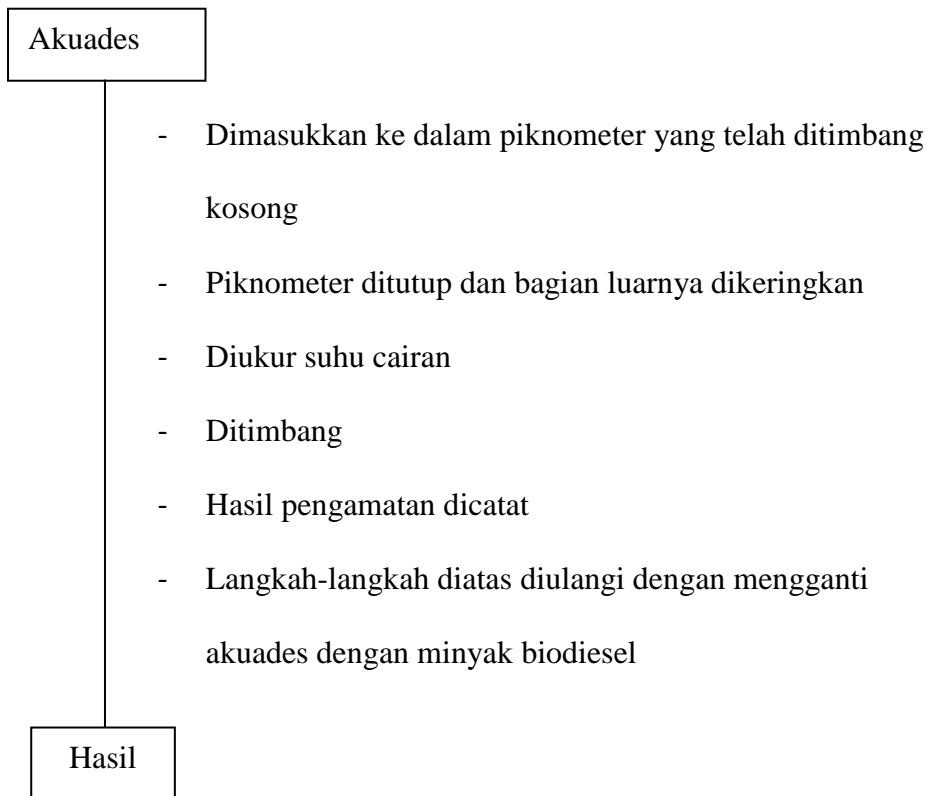 Akuades
- Dimasukkan ke dalam piknometer yang telah ditimbang
kosong
- Piknometer ditutup dan bagian luarnya dikeringkan
- Diukur suhu cairan
- Ditimbang
- Hasil pengamatan dicatat
- Langkah-langkah diatas diulangi dengan mengganti
akuades dengan minyak biodiesel
Hasil